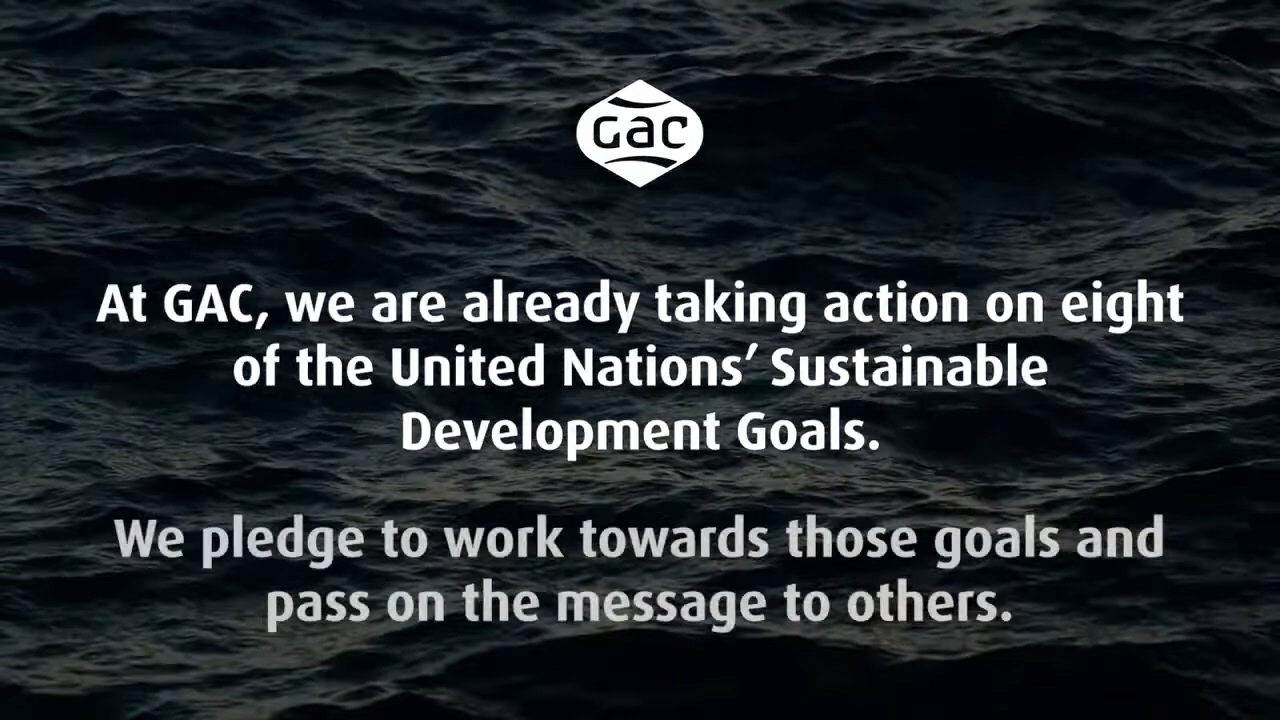 GAC
At GAC, we are already taking action on eight
of the United Nations’ Sustainable
Development Goals.
We pledge to work towards those goals and
pass on the message to others.